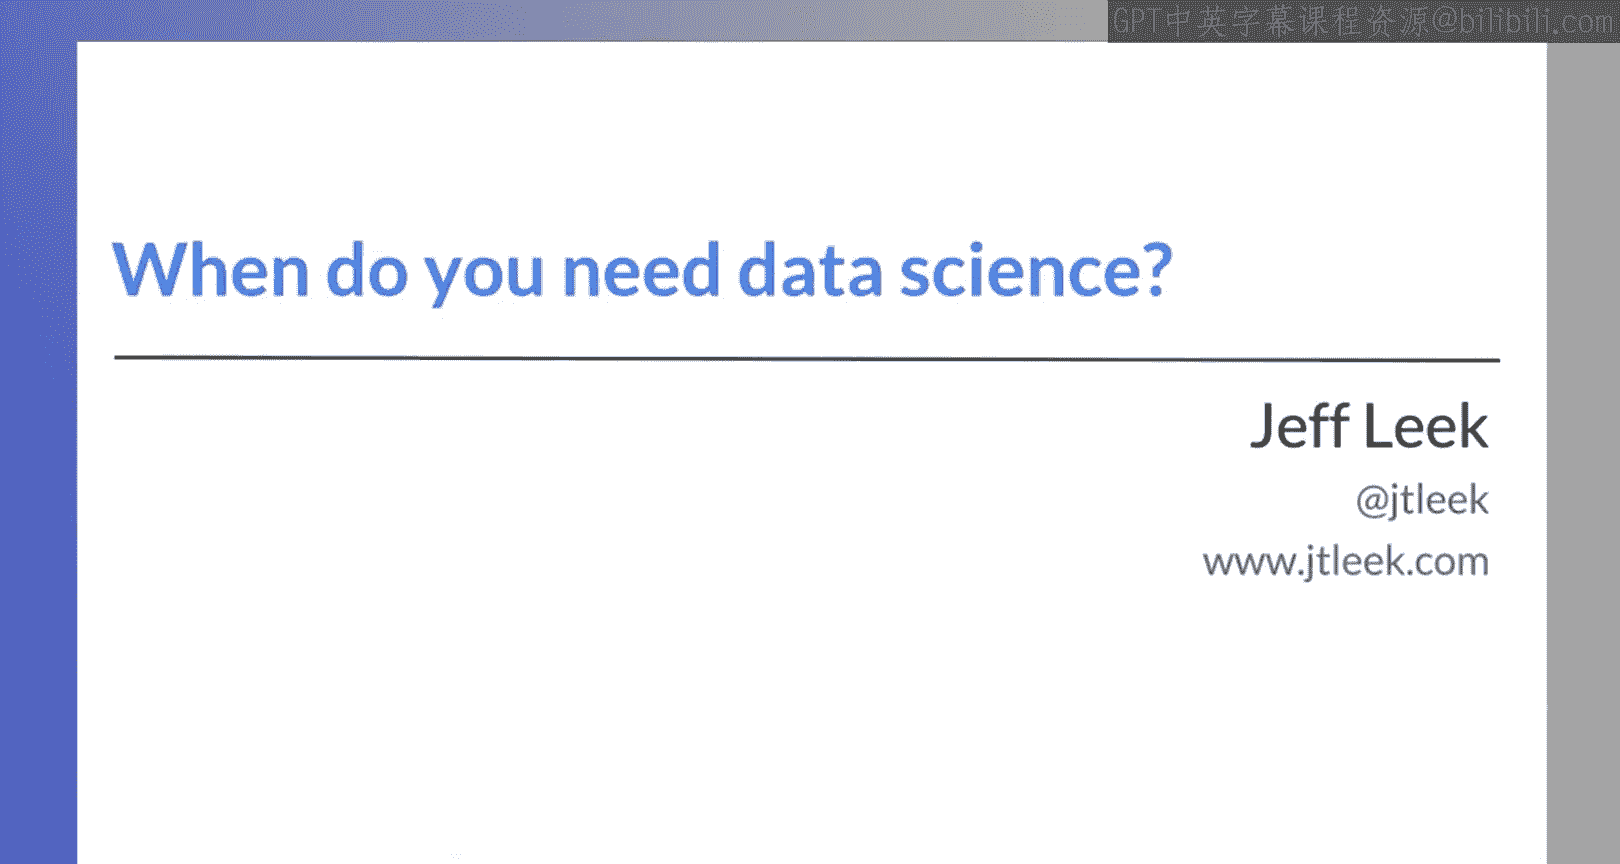 GPT中英字幕课程资源@bilibili.com
When do you need data science?
Jeff Leek
@jtleek
www.jtleek.com